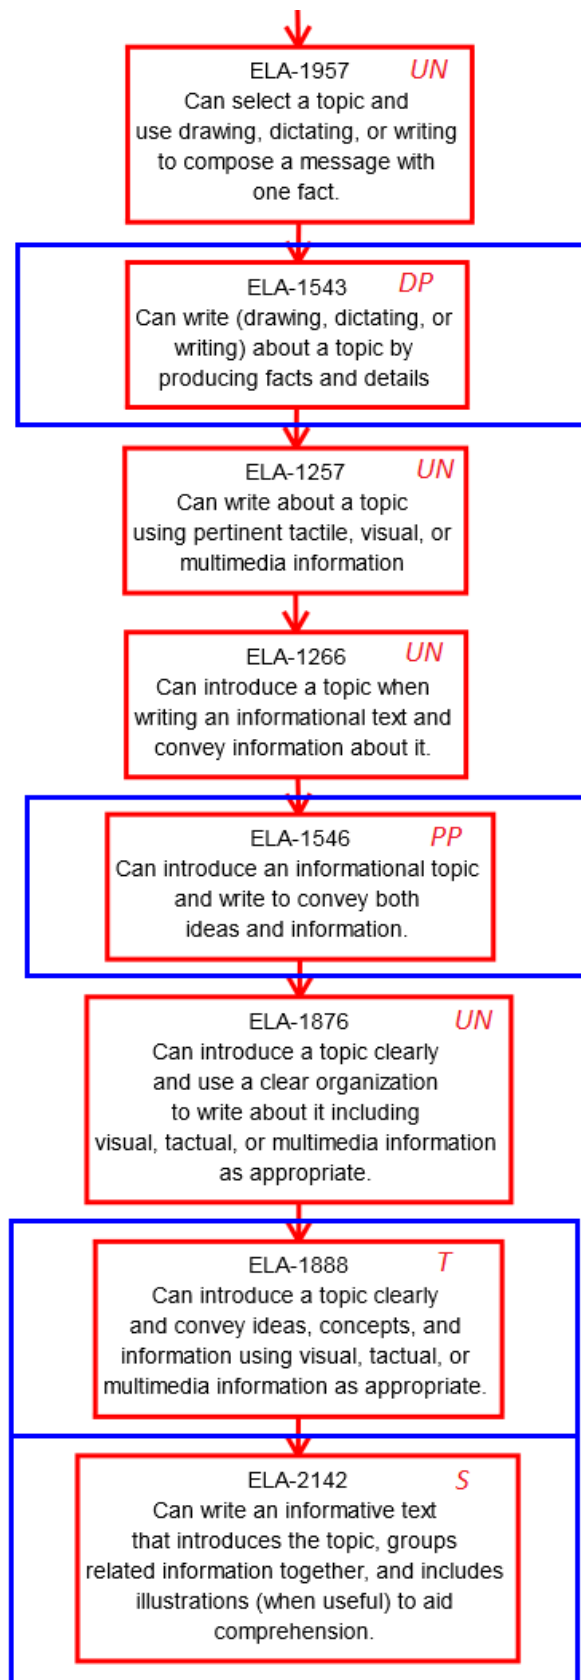 ELA-1957 UN
Can select a topic and
use drawing, dictating, or writing
to compose a message with
one fact.
ELA-1543 DP
Can write (drawing, dictating, or
writing) about a topic by
producing facts and details
ELA-1257 UN
Can write about a topic
using pertinent tactile, visual, or
multimedia information
ELA-1266 UN
Can introduce a topic when
writing an informational text and
convey information about it.
ELA-1546 PP
Can introduce an informational topic
and write to convey both
ideas and information.
ELA-1876 UN
Can introduce a topic clearly
and use a clear organization
to write about it including
visual, tactual, or multimedia information
as appropriate.
ELA-1888 T
Can introduce a topic clearly
and convey ideas, concepts, and
information using visual, tactual, or
multimedia information as appropriate.
ELA-2142 S
Can write an informative text
that introduces the topic, groups
related information together, and includes
illustrations (when useful) to aid
comprehension.